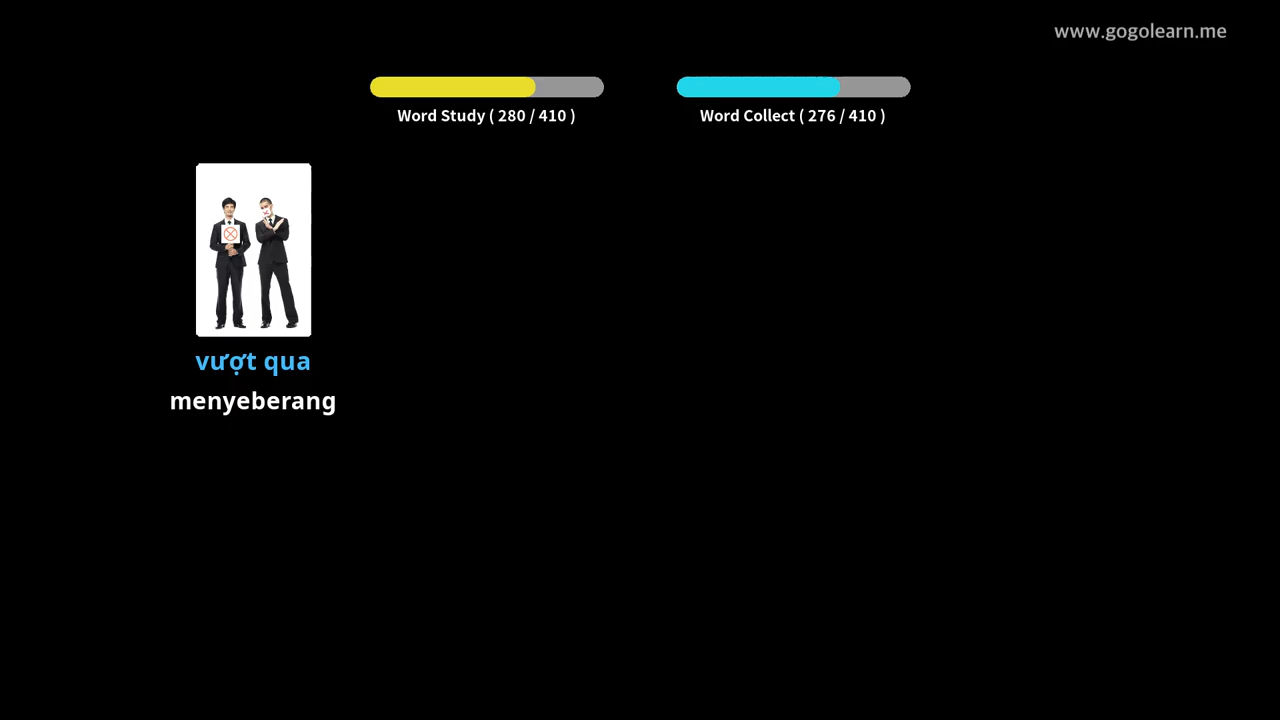 www.gogolearn.me
Word Study ( 280 / 410 )
Word Collect ( 276 / 410 )
vượt qua
menyeberang